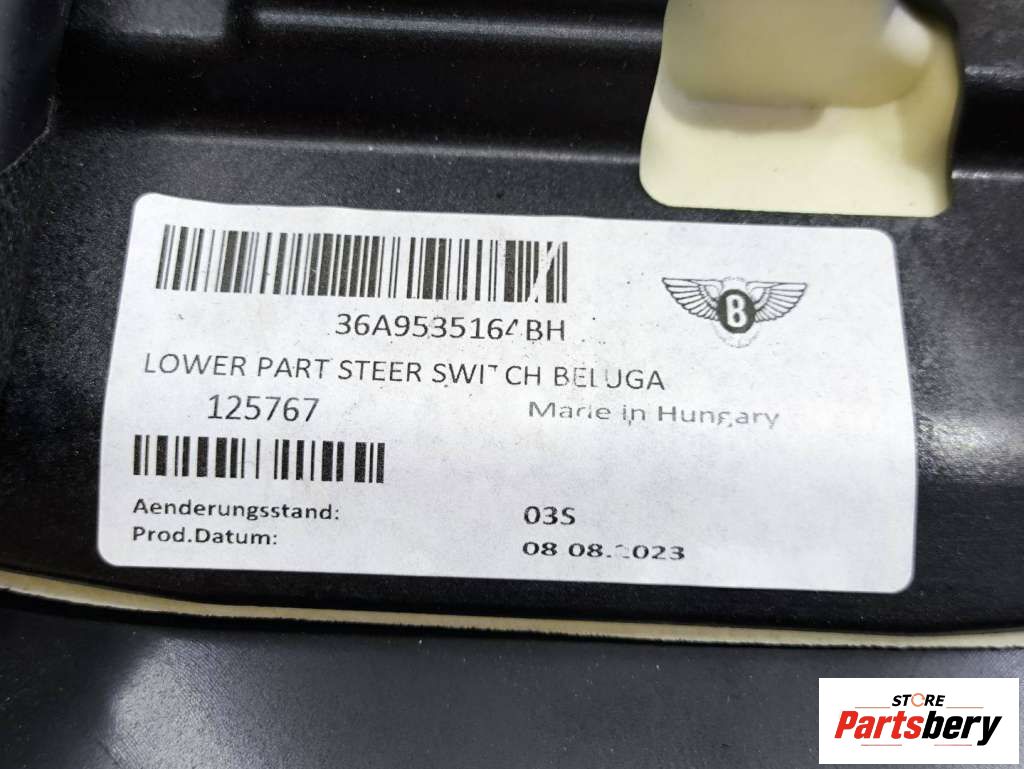 36A9535164BH
B
LOWER PART STEER SWITCH BELUGA
125767 Made in Hungary
Aenderungsstand: 03S
Prod.Datum: 08.08.2023
STORE
Partsbery